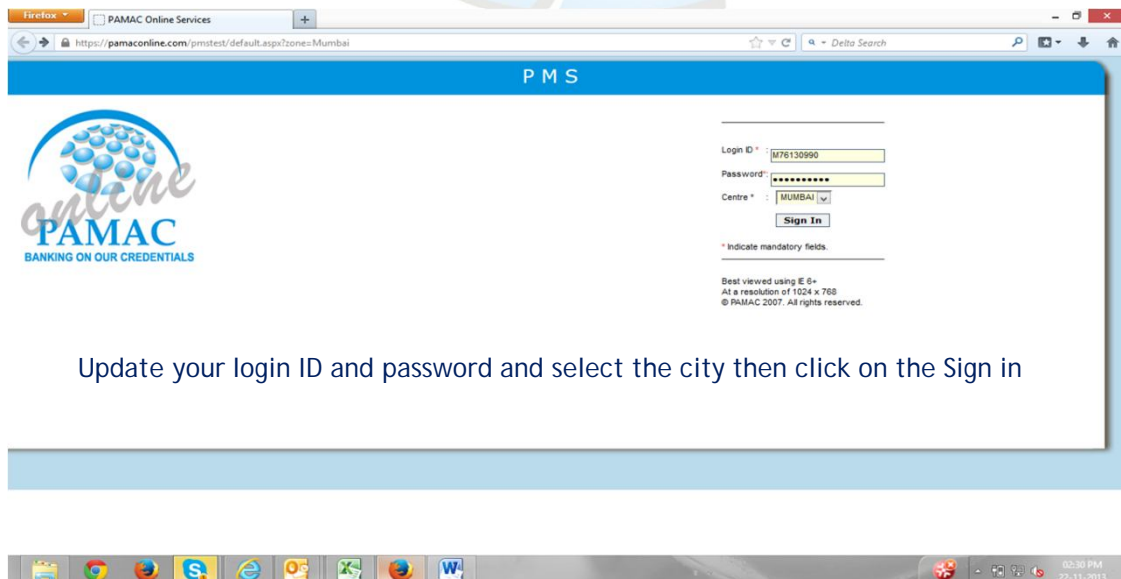 Firefox
PAMAC Online Services
https://pamaconline.com/pmstest/default.aspx?zone=Mumbai
Delta Search
P M S
online
PAMAC
BANKING ON OUR CREDENTIALS
Login ID * : M76130990
Password*: ••••••••••
Centre * : MUMBAI
Sign In
* Indicate mandatory fields.
Best viewed using IE 6+
At a resolution of 1024 x 768
© PAMAC 2007. All rights reserved.
Update your login ID and password and select the city then click on the Sign in
02:30 PM
22-11-2013